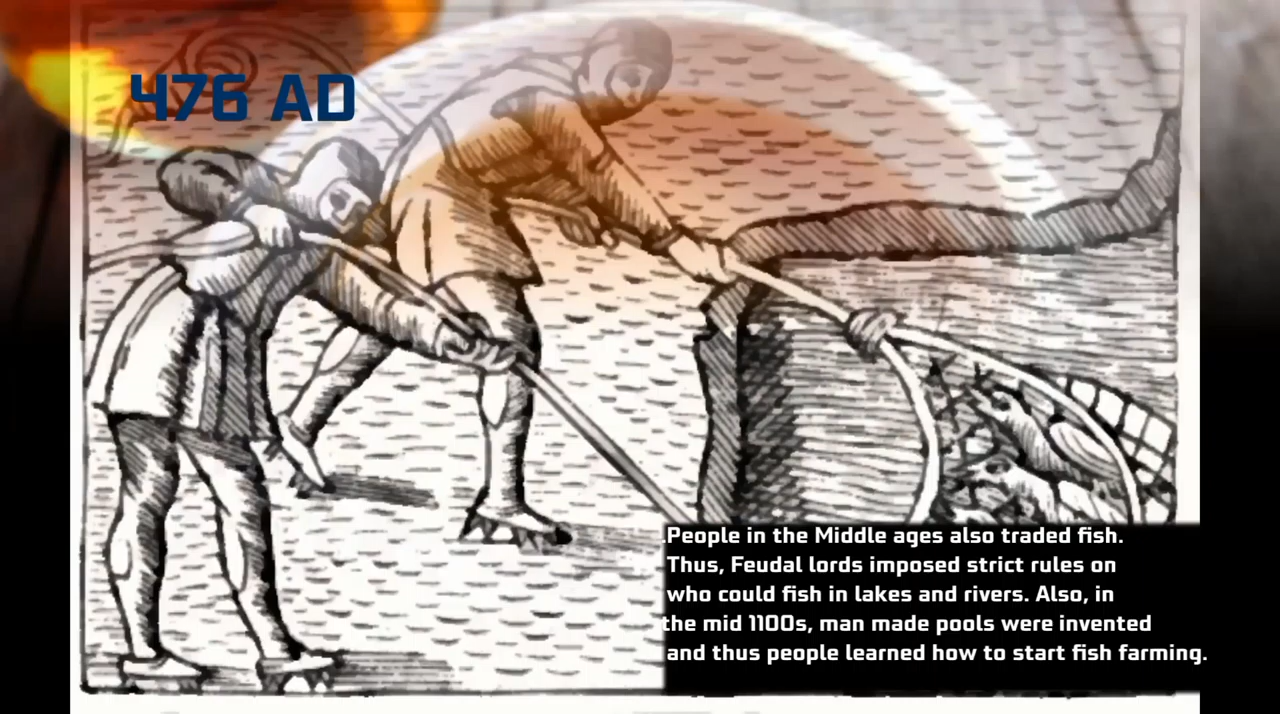 476 AD
.People in the Middle ages also traded fish.
Thus, Feudal lords imposed strict rules on
who could fish in lakes and rivers. Also, in
the mid 1100s, man made pools were invented
and thus people learned how to start fish farming.